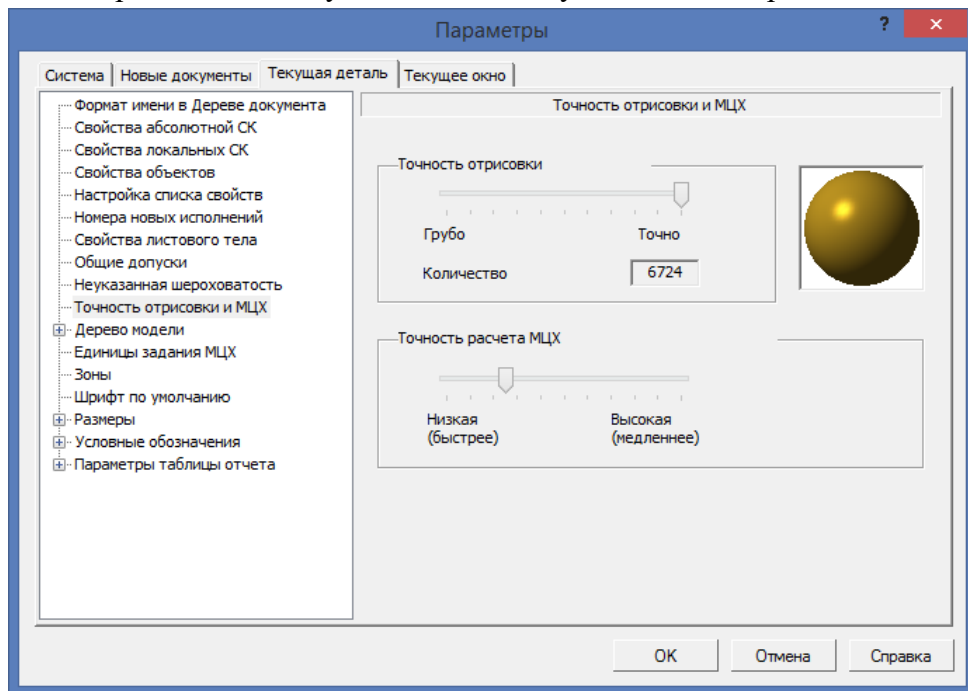 Параметры
?
×
Система Новые документы Текущая деталь Текущее окно
Формат имени в Дереве документа
Свойства абсолютной СК
Свойства локальных СК
Свойства объектов
Настройка списка свойств
Номера новых исполнений
Свойства листового тела
Общие допуски
Неуказанная шероховатость
Точность отрисовки и МЦХ
Дерево модели
Единицы задания МЦХ
Зоны
Шрифт по умолчанию
Размеры
Условные обозначения
Параметры таблицы отчета
Точность отрисовки и МЦХ
Точность отрисовки
Грубо Точно
Количество 6724
Точность расчета МЦХ
Низкая Высокая
(быстрее) (медленнее)
OK Отмена Справка